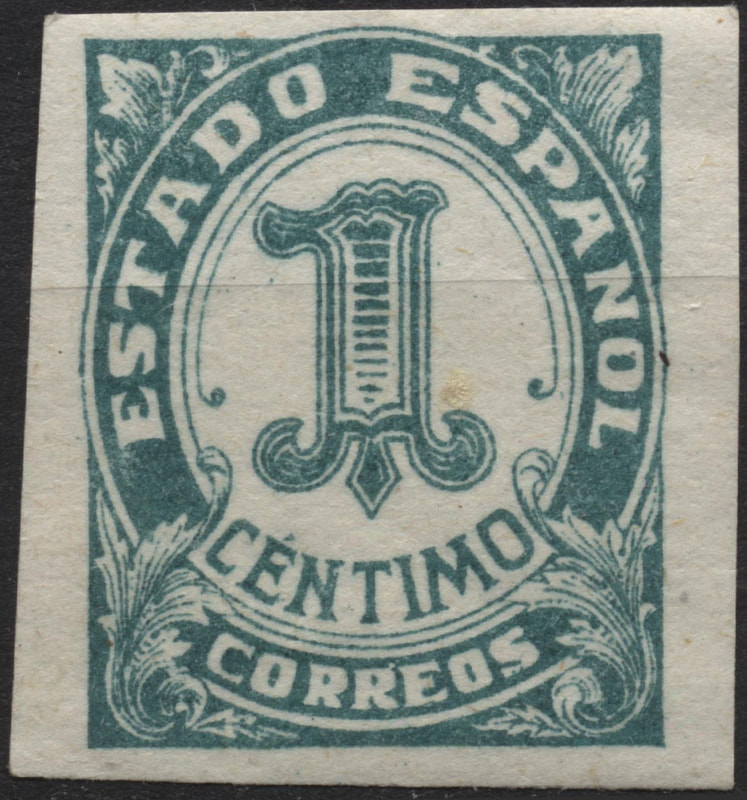 ESTADO ESPAÑOL
1
CÉNTIMO
CORREOS